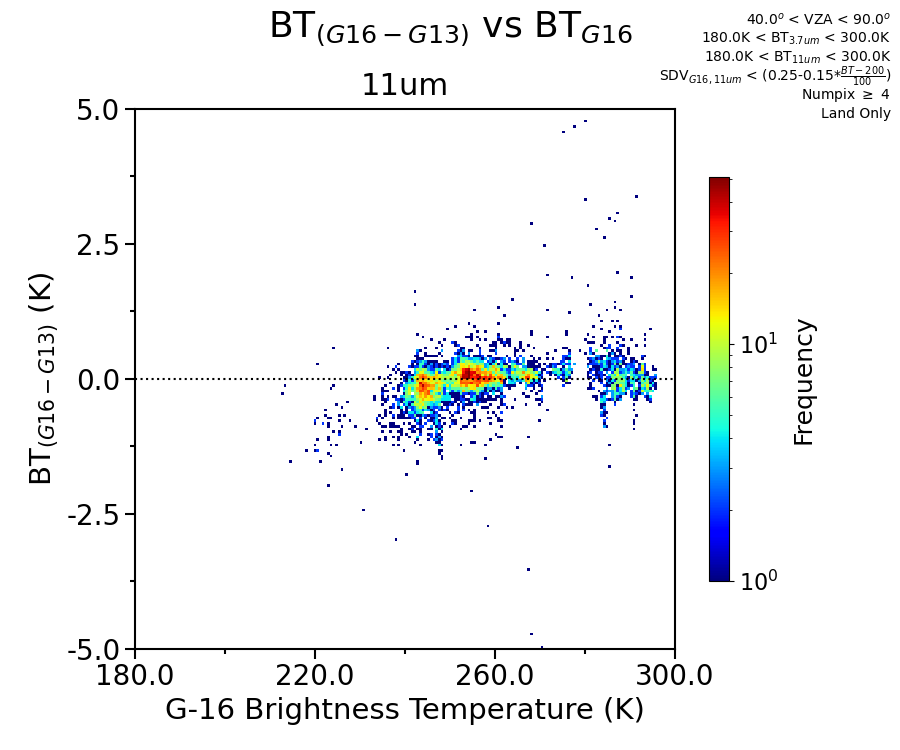 BT(G16 − G13) vs BTG16
40.0° < VZA < 90.0°
180.0K < BT3.7um < 300.0K
180.0K < BT11um < 300.0K
SDVG16,11um < (0.25-0.15*BT−200/100)
Numpix ≥ 4
Land Only
11um
5.0
2.5
0.0
-2.5
-5.0
BT(G16 − G13) (K)
180.0 220.0 260.0 300.0
G-16 Brightness Temperature (K)
10¹
10⁰
Frequency